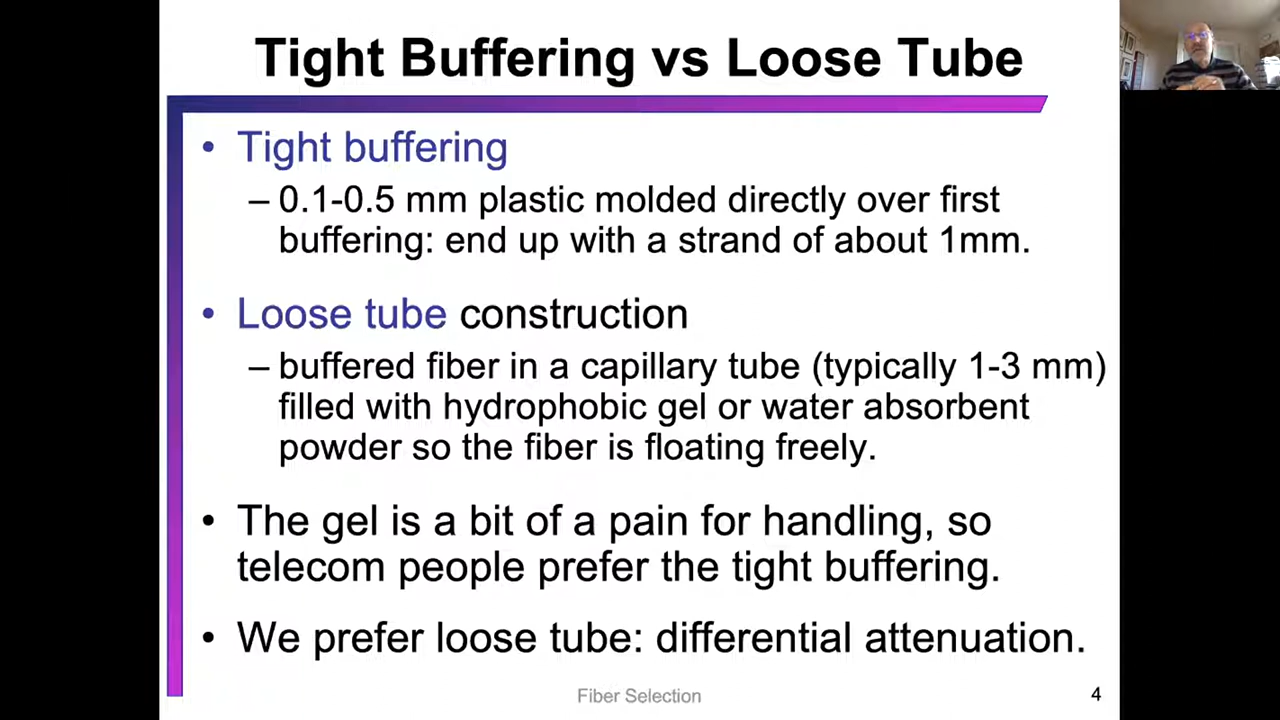 Tight Buffering vs Loose Tube
• Tight buffering
– 0.1-0.5 mm plastic molded directly over first
buffering: end up with a strand of about 1mm.
• Loose tube construction
– buffered fiber in a capillary tube (typically 1-3 mm)
filled with hydrophobic gel or water absorbent
powder so the fiber is floating freely.
• The gel is a bit of a pain for handling, so
telecom people prefer the tight buffering.
• We prefer loose tube: differential attenuation.
Fiber Selection
4